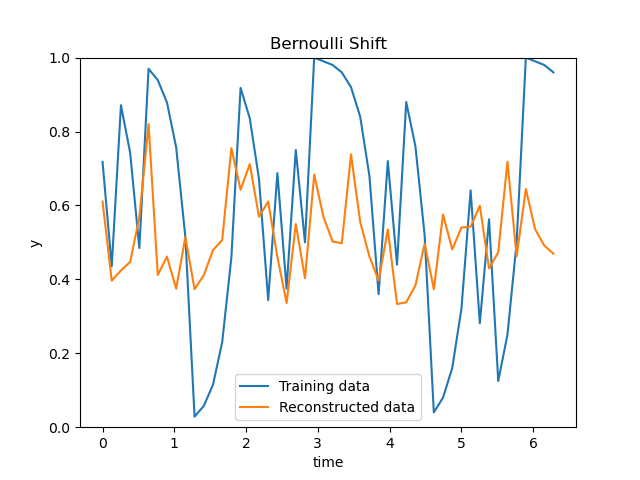 Bernoulli Shift
1.0
0.8
0.6
0.4
0.2
0.0
y
Training data
Reconstructed data
0 1 2 3 4 5 6
time